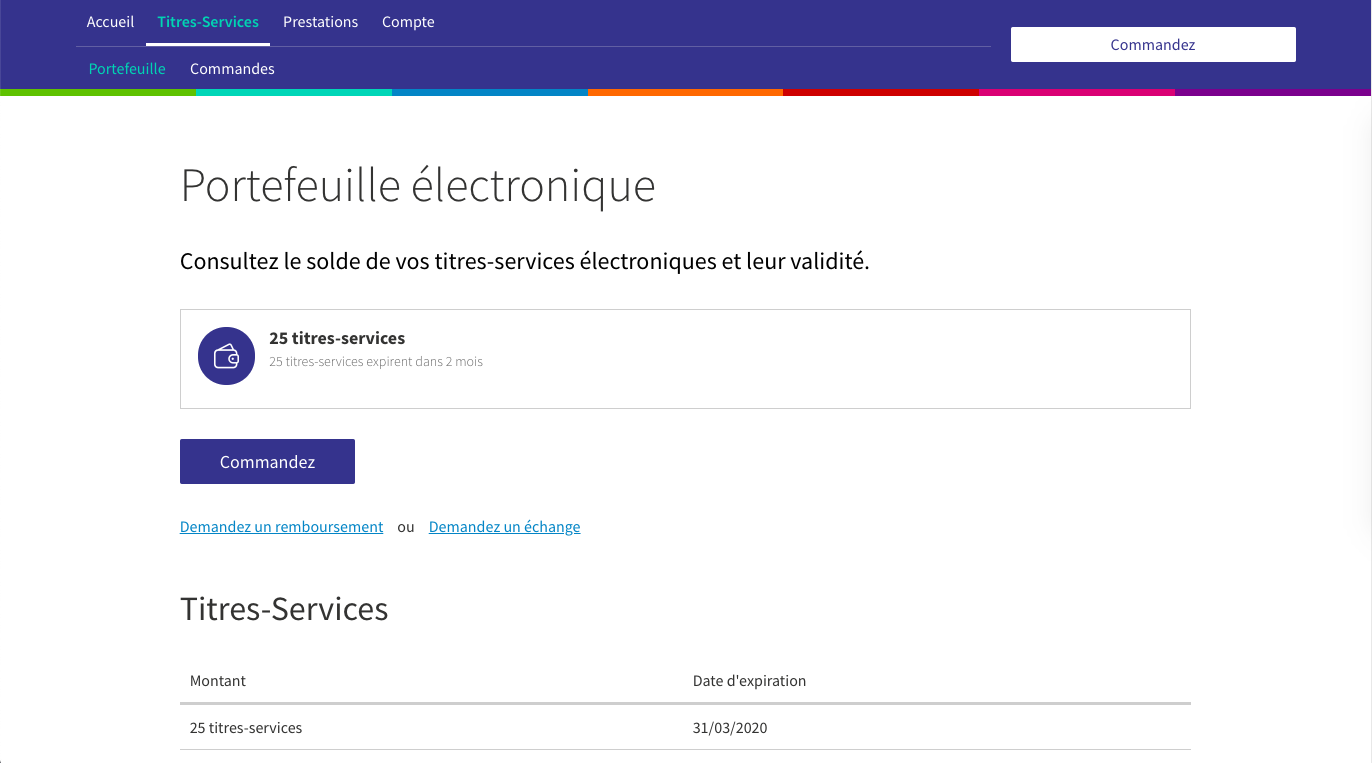 Accueil Titres-Services Prestations Compte
Commandez
Portefeuille Commandes
Portefeuille électronique
Consultez le solde de vos titres-services électroniques et leur validité.
25 titres-services
25 titres-services expirent dans 2 mois
Commandez
Demandez un remboursement ou Demandez un échange
Titres-Services
Montant Date d'expiration
25 titres-services 31/03/2020